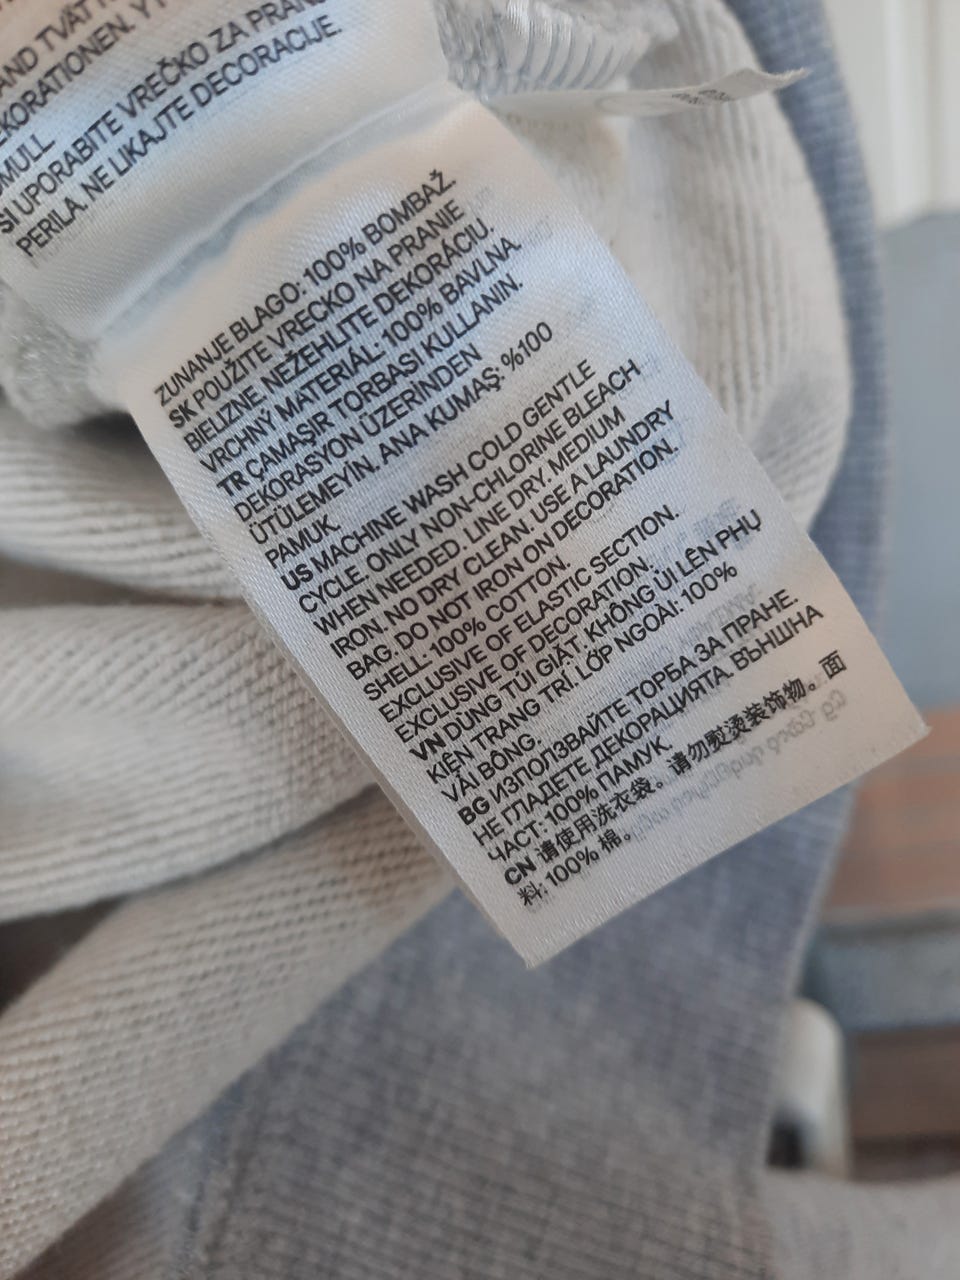 AND TVÄTT
EKORATIONEN. YT
OMULL.
SI UPORABITE VREČKO ZA PRAN
PERILA. NE LIKAJTE DECORACIJE.
ZUNANJE BLAGO: 100% BOMBAŽ.
SK POUŽITE VRECKO NA PRANIE
BIELIZNE. NEŽEHLITE DEKORÁCIU.
VRCHNÝ MATERIÁL: 100% BAVLNA.
TR ÇAMAŞIR TORBASI KULLANIN.
DEKORASYON ÜZERİNDEN
ÜTÜLEMEYİN. ANA KUMAŞ: %100
PAMUK.
US MACHINE WASH COLD GENTLE
CYCLE. ONLY NON-CHLORINE BLEACH
WHEN NEEDED. LINE DRY. MEDIUM
IRON. NO DRY CLEAN. USE A LAUNDRY
BAG. DO NOT IRON ON DECORATION.
SHELL: 100% COTTON.
EXCLUSIVE OF ELASTIC SECTION.
EXCLUSIVE OF DECORATION.
VN DÙNG TÚI GIẶT. KHÔNG ỦI LÊN PHỤ
KIỆN TRANG TRÍ. LỚP NGOÀI: 100%
VẢI BÔNG.
BG ИЗПОЛЗВАЙТЕ ТОРБА ЗА ПРАНЕ.
НЕ ГЛАДЕТЕ ДЕКОРАЦИЯТА. ВЪНШНА
ЧАСТ: 100% ПАМУК.
CN 请使用洗衣袋。请勿熨烫装饰物。面
料: 100% 棉。